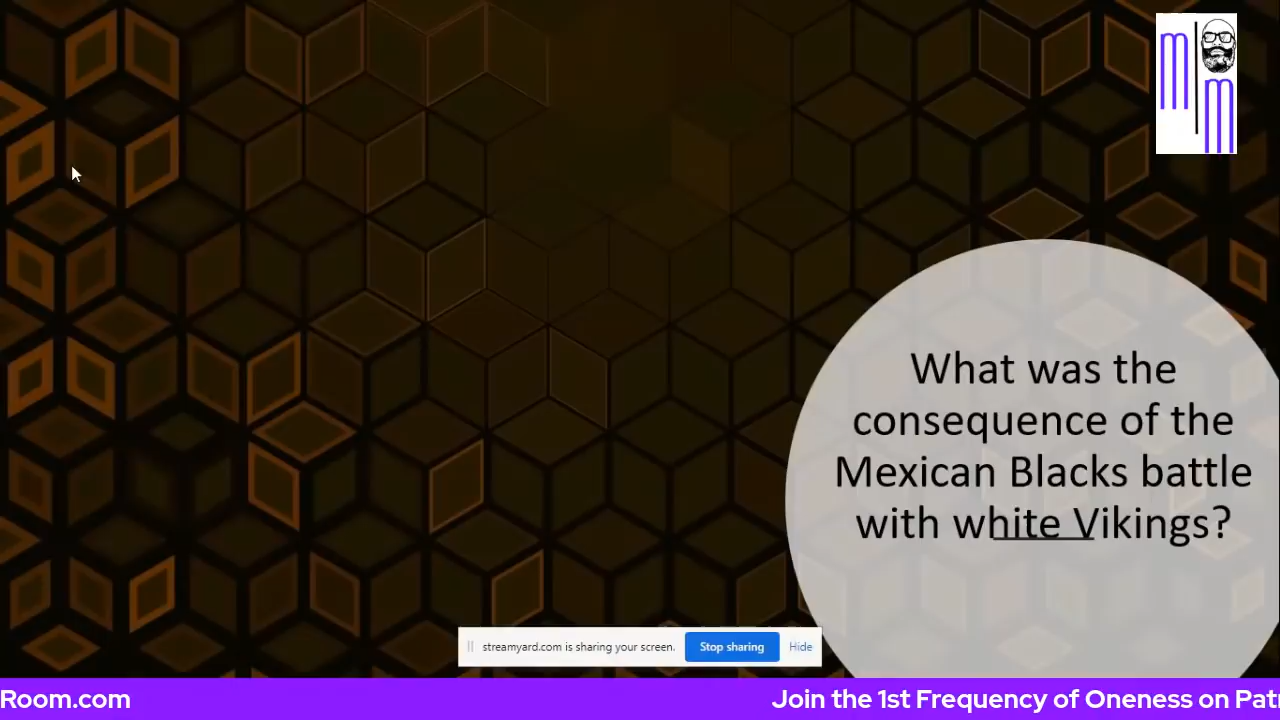 m
m
What was the
consequence of the
Mexican Blacks battle
with white Vikings?
streamyard.com is sharing your screen.
Stop sharing
Hide
Room.com
Join the 1st Frequency of Oneness on Patr